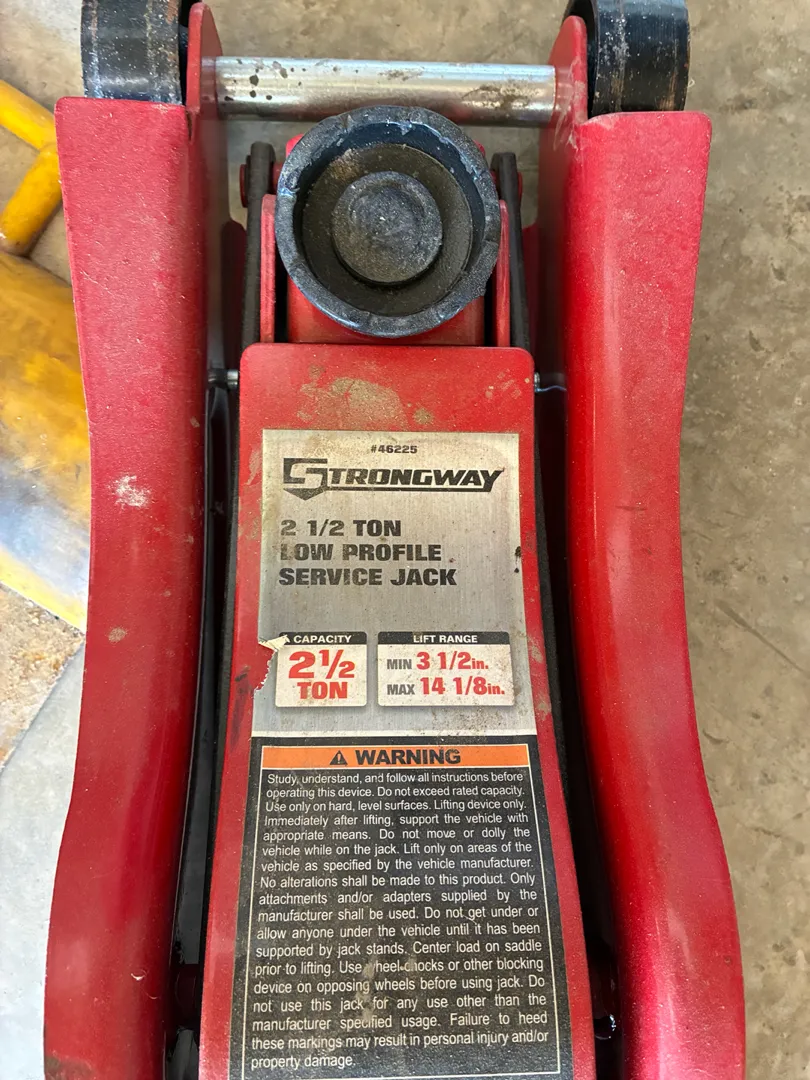 #46225
STRONGWAY
2 1/2 TON
LOW PROFILE
SERVICE JACK
CAPACITY
2 1/2
TON
LIFT RANGE
MIN 3 1/2in.
MAX 14 1/8in.
WARNING
Study, understand, and follow all instructions before
operating this device. Do not exceed rated capacity.
Use only on hard, level surfaces. Lifting device only.
Immediately after lifting, support the vehicle with
appropriate means. Do not move or dolly the
vehicle while on the jack. Lift only on areas of the
vehicle as specified by the vehicle manufacturer.
No alterations shall be made to this product. Only
attachments and/or adapters supplied by the
manufacturer shall be used. Do not get under or
allow anyone under the vehicle until it has been
supported by jack stands. Center load on saddle
prior to lifting. Use wheel chocks or other blocking
device on opposing wheels before using jack. Do
not use this jack for any use other than the
manufacturer specified usage. Failure to heed
these markings may result in personal injury and/or
property damage.